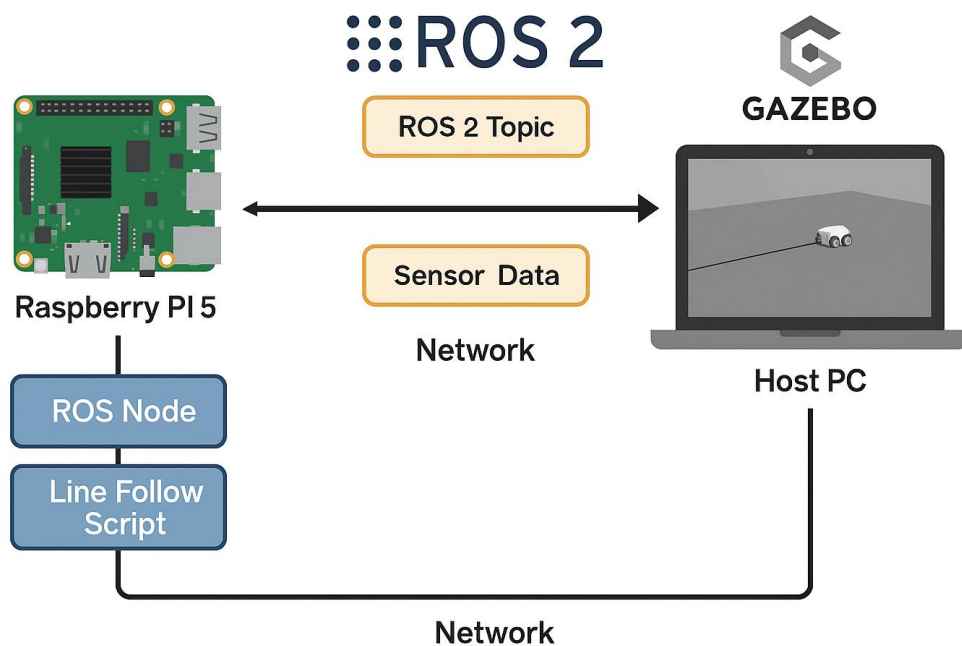 ROS 2
GAZEBO
ROS 2 Topic
Sensor Data
Raspberry PI 5
Network
Host PC
ROS Node
Line Follow
Script
Network